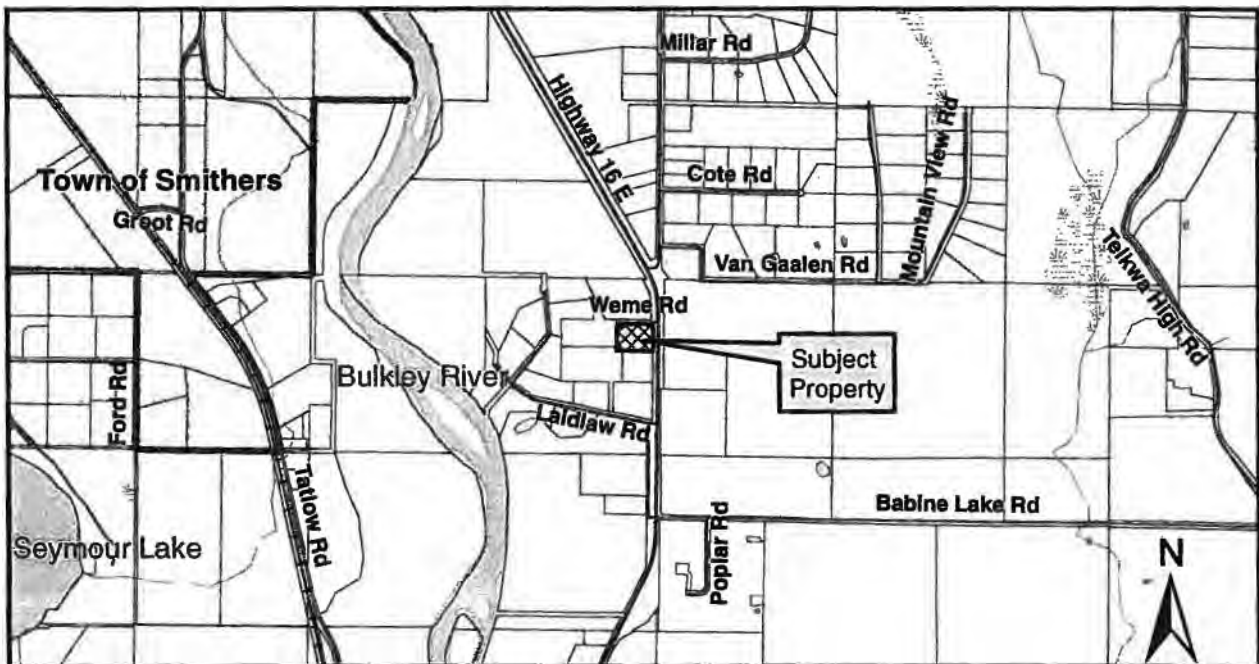 Millar Rd
Highway 16 E
Mountain View Rd
Cote Rd
Town of Smithers
Groot Rd
Van Gaalen Rd
Telkwa High Rd
Weme Rd
Subject
Property
Bulkley River
Ford Rd
Laidlaw Rd
Tatlow Rd
Babine Lake Rd
Poplar Rd
Seymour Lake
N